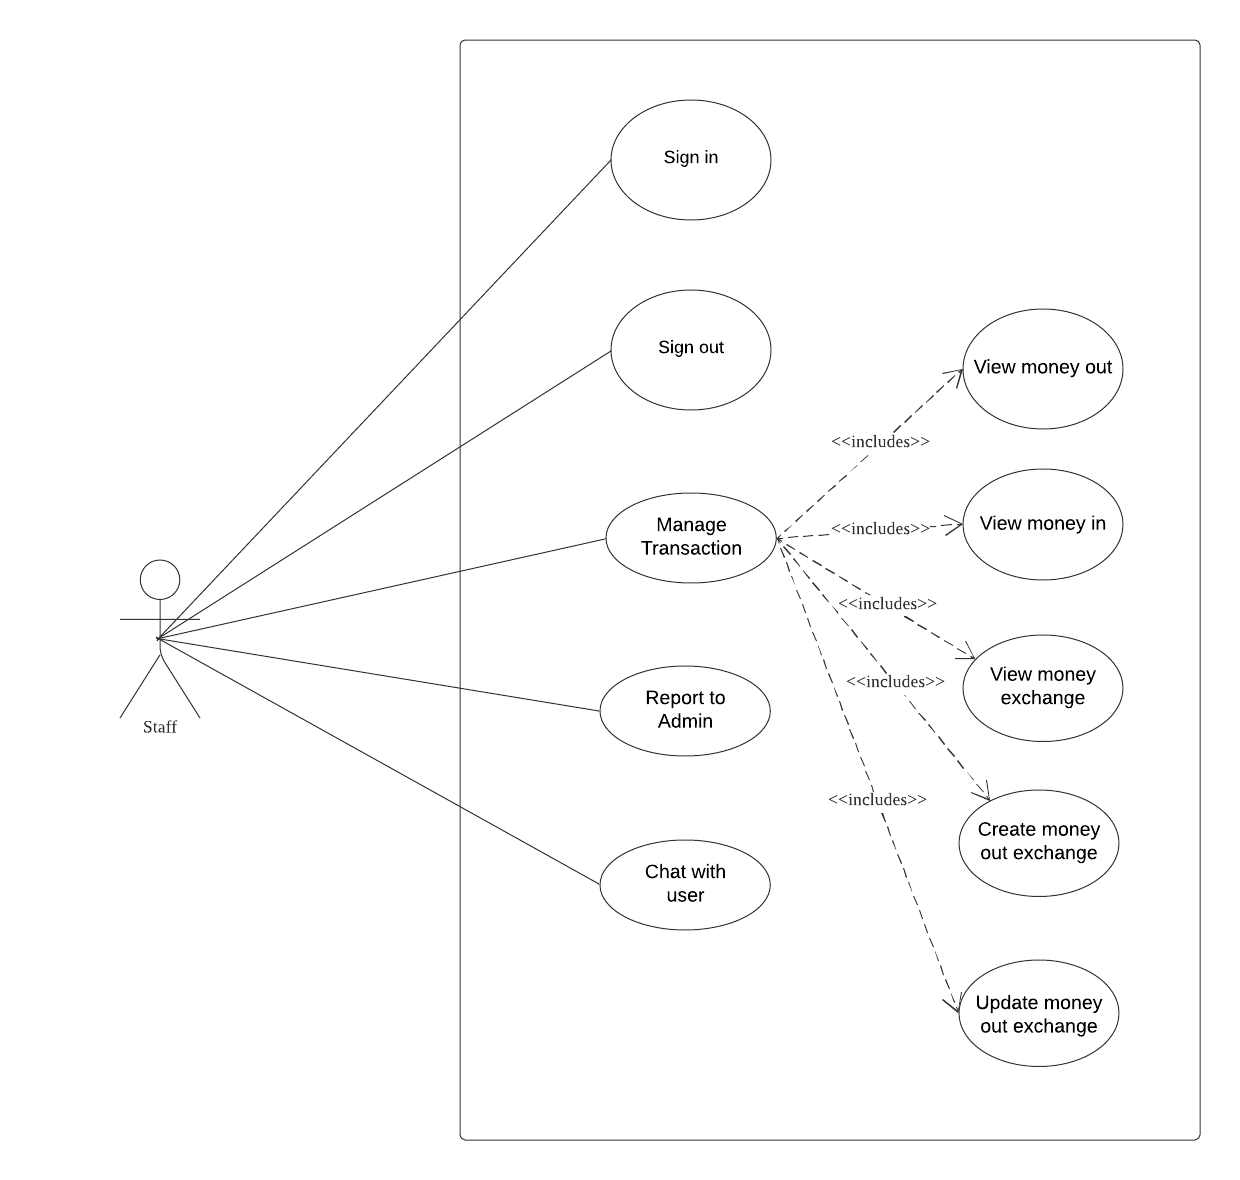 Sign in
Sign out
View money out
<<includes>>
Manage
Transaction
<<includes>>
View money in
<<includes>>
View money
exchange
<<includes>>
Report to
Admin
Staff
<<includes>>
Create money
out exchange
Chat with
user
Update money
out exchange